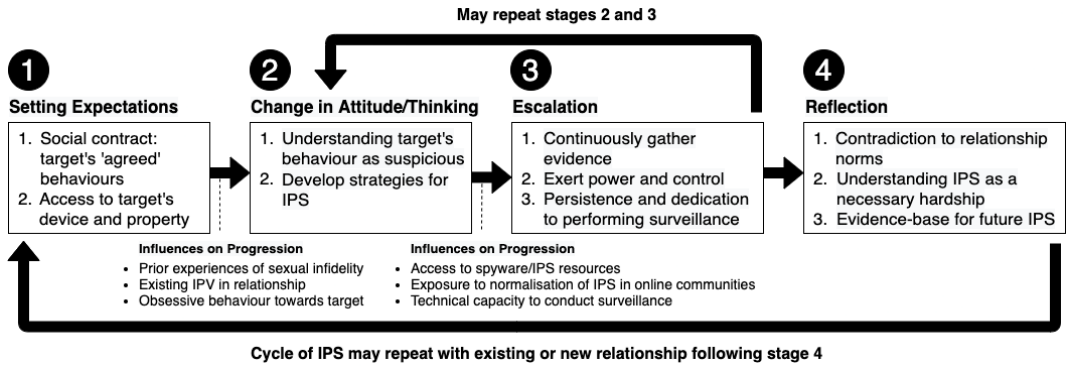 May repeat stages 2 and 3
1
Setting Expectations
1. Social contract:
target's 'agreed'
behaviours
2. Access to target's
device and property
2
Change in Attitude/Thinking
1. Understanding target's
behaviour as suspicious
2. Develop strategies for
IPS
3
Escalation
1. Continuously gather
evidence
2. Exert power and control
3. Persistence and dedication
to performing surveillance
4
Reflection
1. Contradiction to relationship
norms
2. Understanding IPS as a
necessary hardship
3. Evidence-base for future IPS
Influences on Progression
• Prior experiences of sexual infidelity
• Existing IPV in relationship
• Obsessive behaviour towards target
Influences on Progression
• Access to spyware/IPS resources
• Exposure to normalisation of IPS in online communities
• Technical capacity to conduct surveillance
Cycle of IPS may repeat with existing or new relationship following stage 4